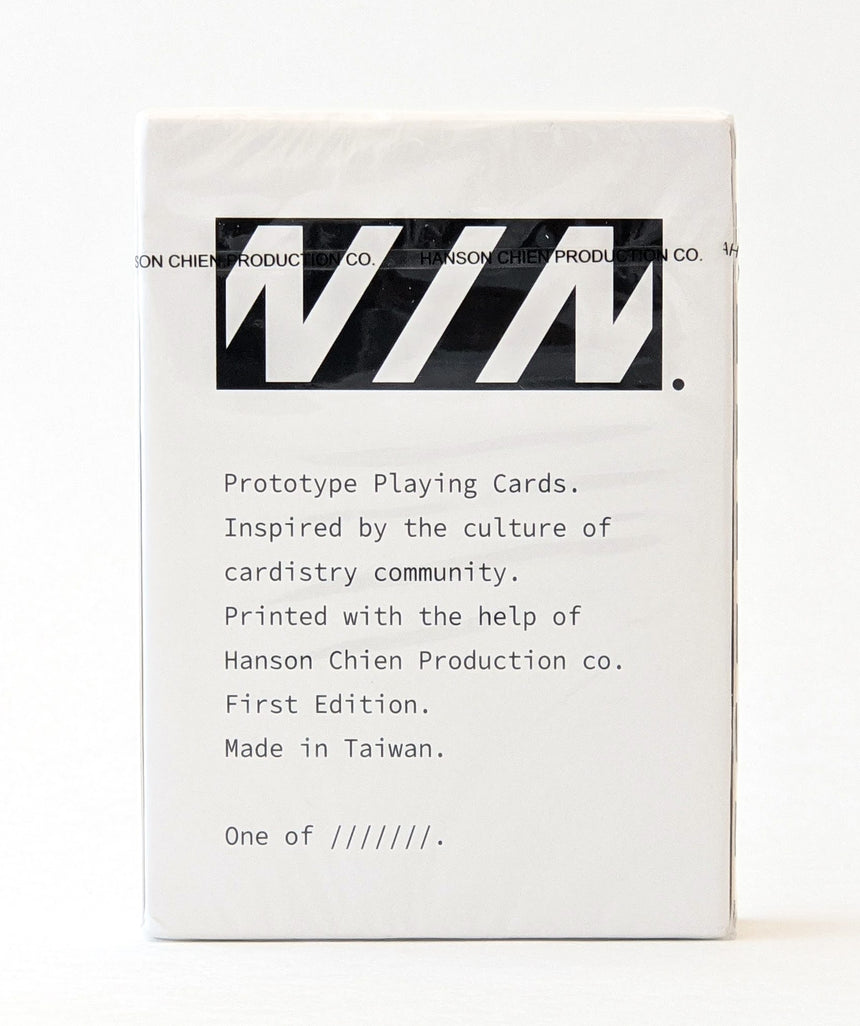 NIN.
SON CHIEN PRODUCTION CO. HANSON CHIEN PRODUCTION CO.
Prototype Playing Cards.
Inspired by the culture of
cardistry community.
Printed with the help of
Hanson Chien Production co.
First Edition.
Made in Taiwan.
One of ///////.